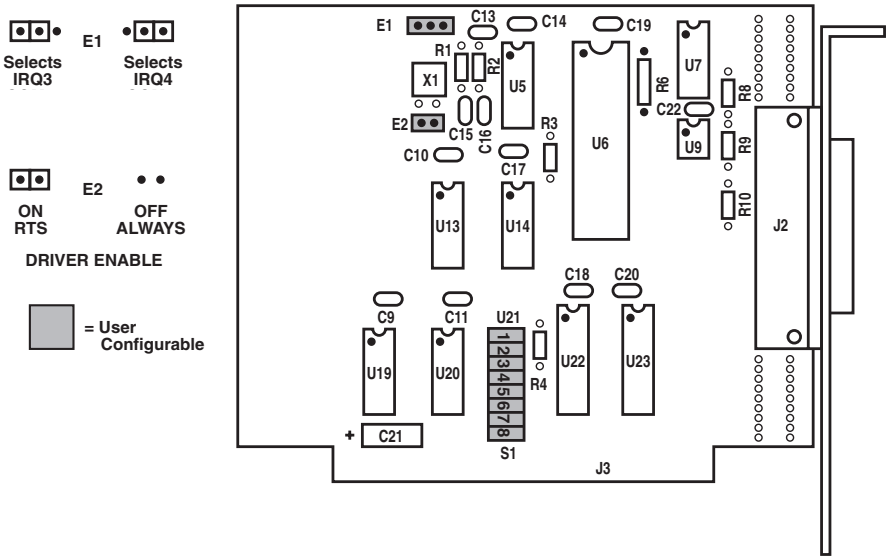 E1
Selects
IRQ3
Selects
IRQ4
E2
ON
RTS
OFF
ALWAYS
DRIVER ENABLE
= User
Configurable
E1
C13
C14
C19
R1
R2
X1
U5
R6
U7
R8
C22
E2
C15
C16
R3
U6
U9
R9
C10
C17
R10
U13
U14
J2
C18
C20
C9
C11
U21
U19
U20
1
2
3
4
5
6
7
8
R4
U22
U23
+
C21
S1
J3